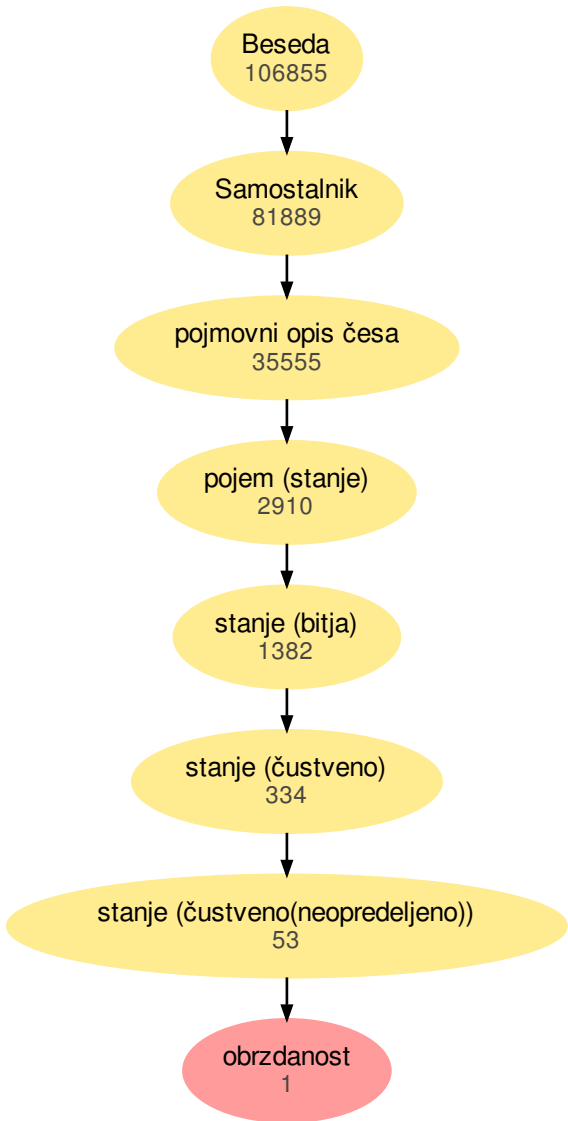 Beseda
106855
Samostalnik
81889
pojmovni opis česa
35555
pojem (stanje)
2910
stanje (bitja)
1382
stanje (čustveno)
334
stanje (čustveno(neopredeljeno))
53
obrzdanost
1